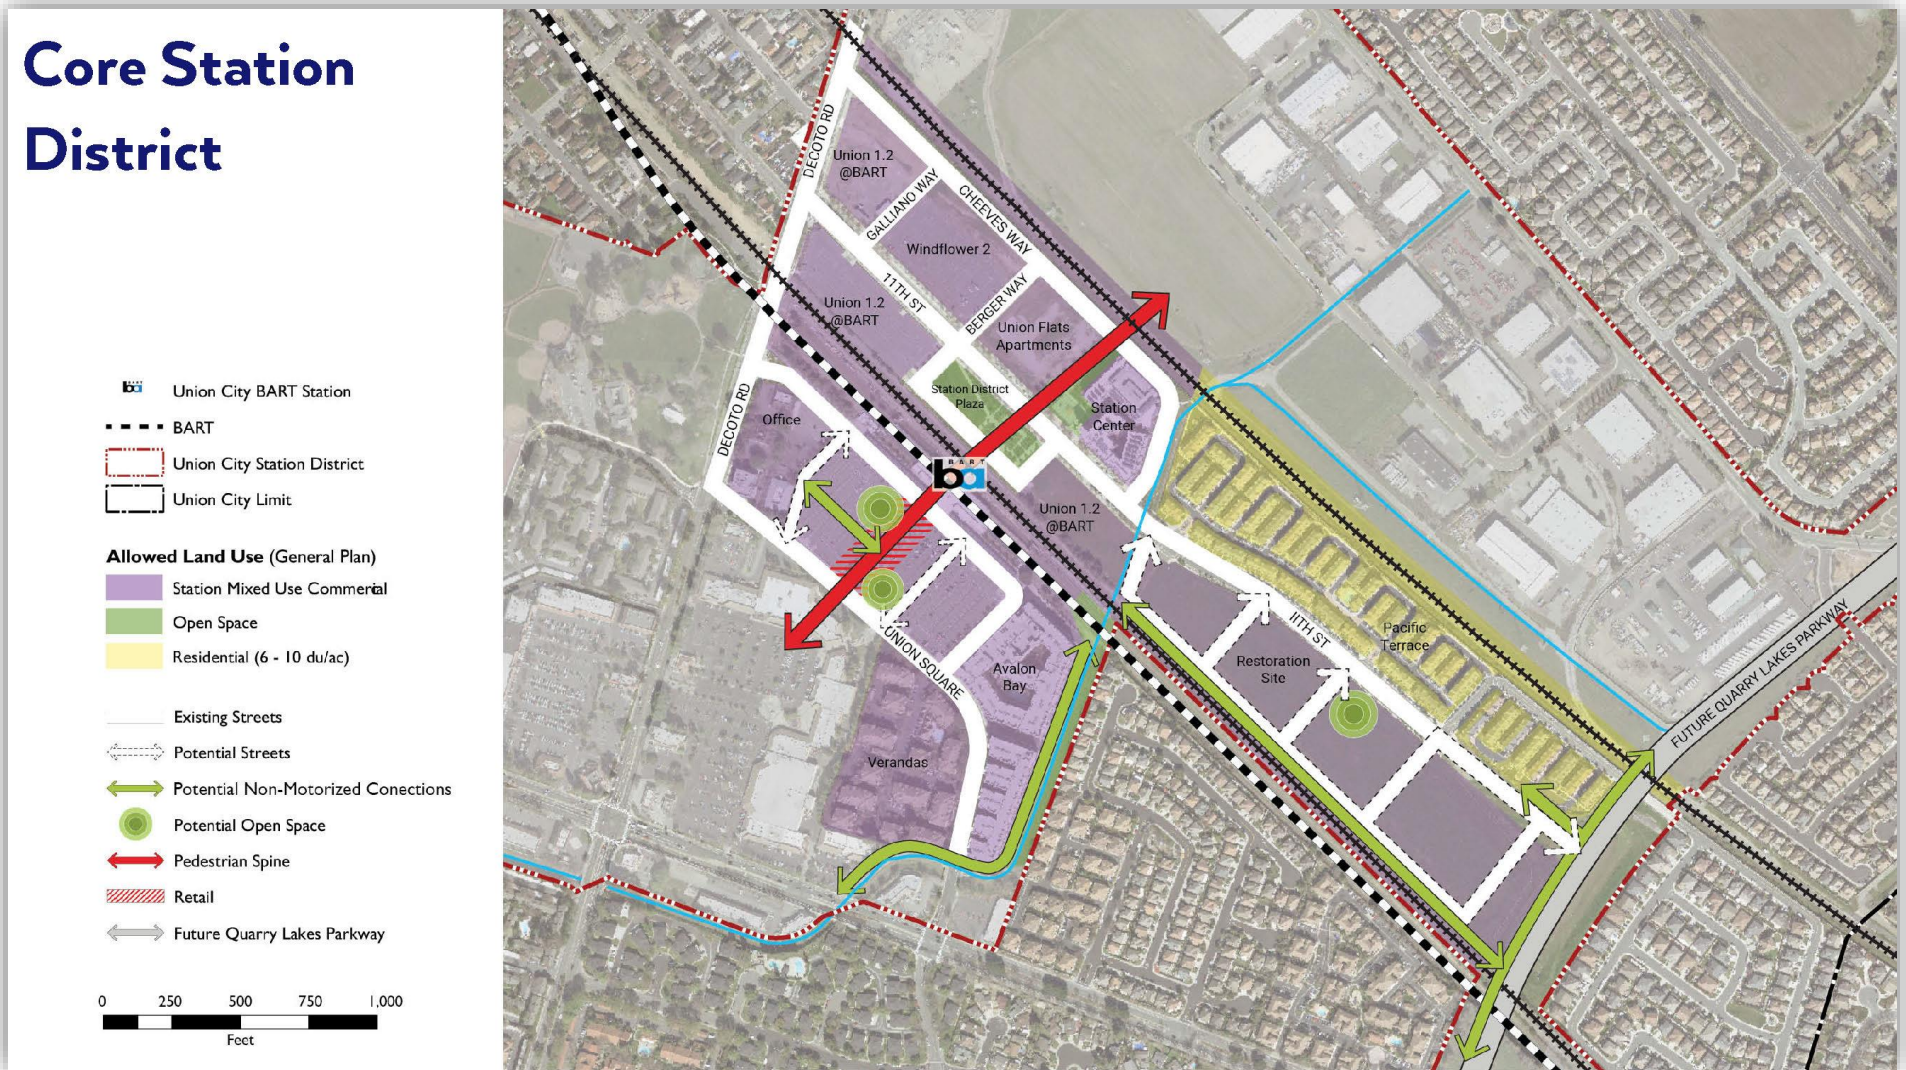 Core Station
District
ba
Union City BART Station
BART
Union City Station District
Union City Limit
Allowed Land Use (General Plan)
Station Mixed Use Commercial
Open Space
Residential (6 - 10 du/ac)
Existing Streets
Potential Streets
Potential Non-Motorized Conections
Potential Open Space
Pedestrian Spine
Retail
Future Quarry Lakes Parkway
0 250 500 750 1,000
Feet
DECOTO RD
Union 1.2
@BART
GALLIANO WAY
CHEEVES WAY
Windflower 2
11TH ST
BERGER WAY
Union 1.2
@BART
Union Flats
Apartments
Station District
Plaza
Station
Center
DECOTO RD
Office
BART
ba
Union 1.2
@BART
UNION SQUARE
Avalon
Bay
Verandas
11TH ST
Restoration
Site
Pacific
Terrace
FUTURE QUARRY LAKES PARKWAY